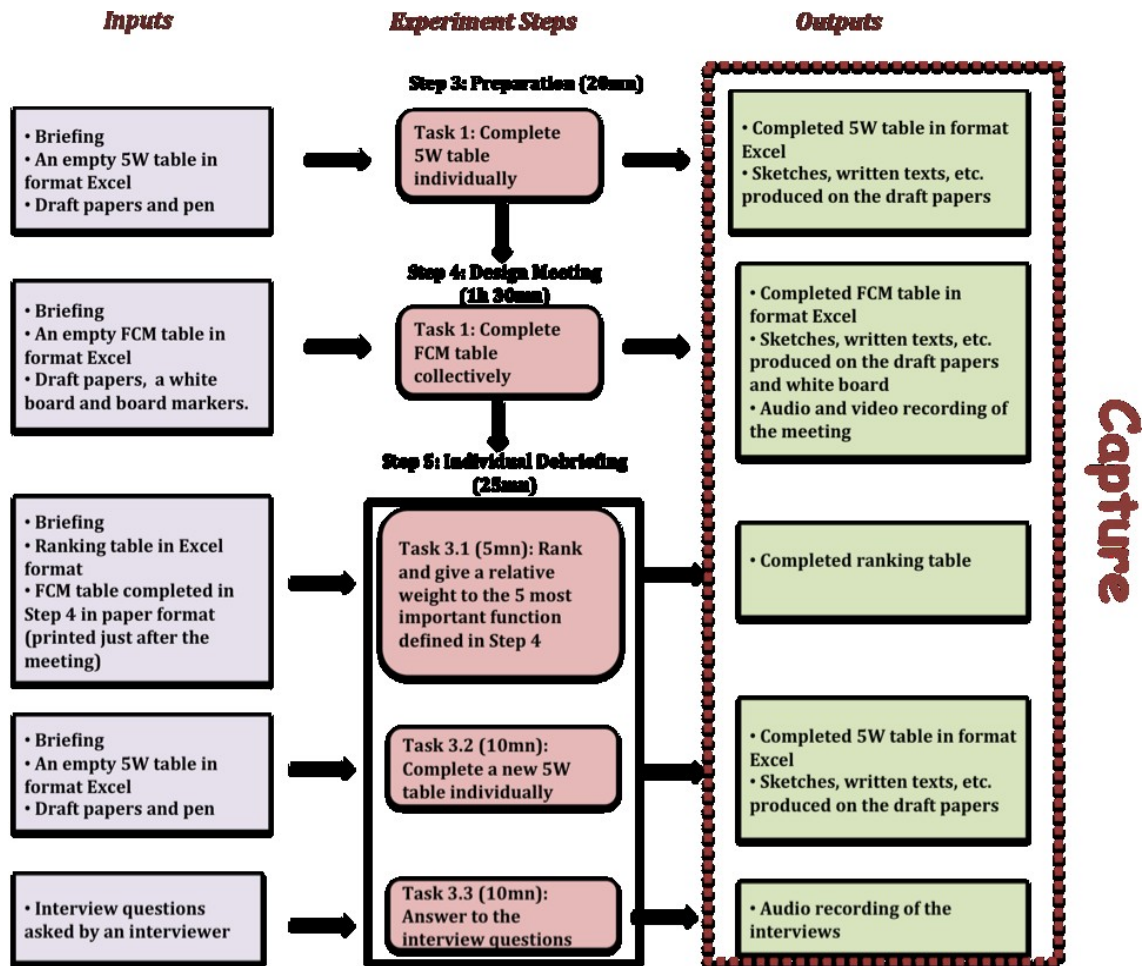 Inputs
Experiment Steps
Outputs
Step 3: Preparation (20mn)
• Briefing
• An empty 5W table in
format Excel
• Draft papers and pen
Task 1: Complete
5W table
individually
• Completed 5W table in format
Excel
• Sketches, written texts, etc.
produced on the draft papers
Step 4: Design Meeting
(1h 30mn)
• Briefing
• An empty FCM table in
format Excel
• Draft papers, a white
board and board markers.
Task 1: Complete
FCM table
collectively
• Completed FCM table in
format Excel
• Sketches, written texts, etc.
produced on the draft papers
and white board
• Audio and video recording of
the meeting
Capture
Step 5: Individual Debriefing
(25mn)
• Briefing
• Ranking table in Excel
format
• FCM table completed in
Step 4 in paper format
(printed just after the
meeting)
Task 3.1 (5mn): Rank
and give a relative
weight to the 5 most
important function
defined in Step 4
• Completed ranking table
• Briefing
• An empty 5W table in
format Excel
• Draft papers and pen
Task 3.2 (10mn):
Complete a new 5W
table individually
• Completed 5W table in format
Excel
• Sketches, written texts, etc.
produced on the draft papers
• Interview questions
asked by an interviewer
Task 3.3 (10mn):
Answer to the
interview questions
• Audio recording of the
interviews